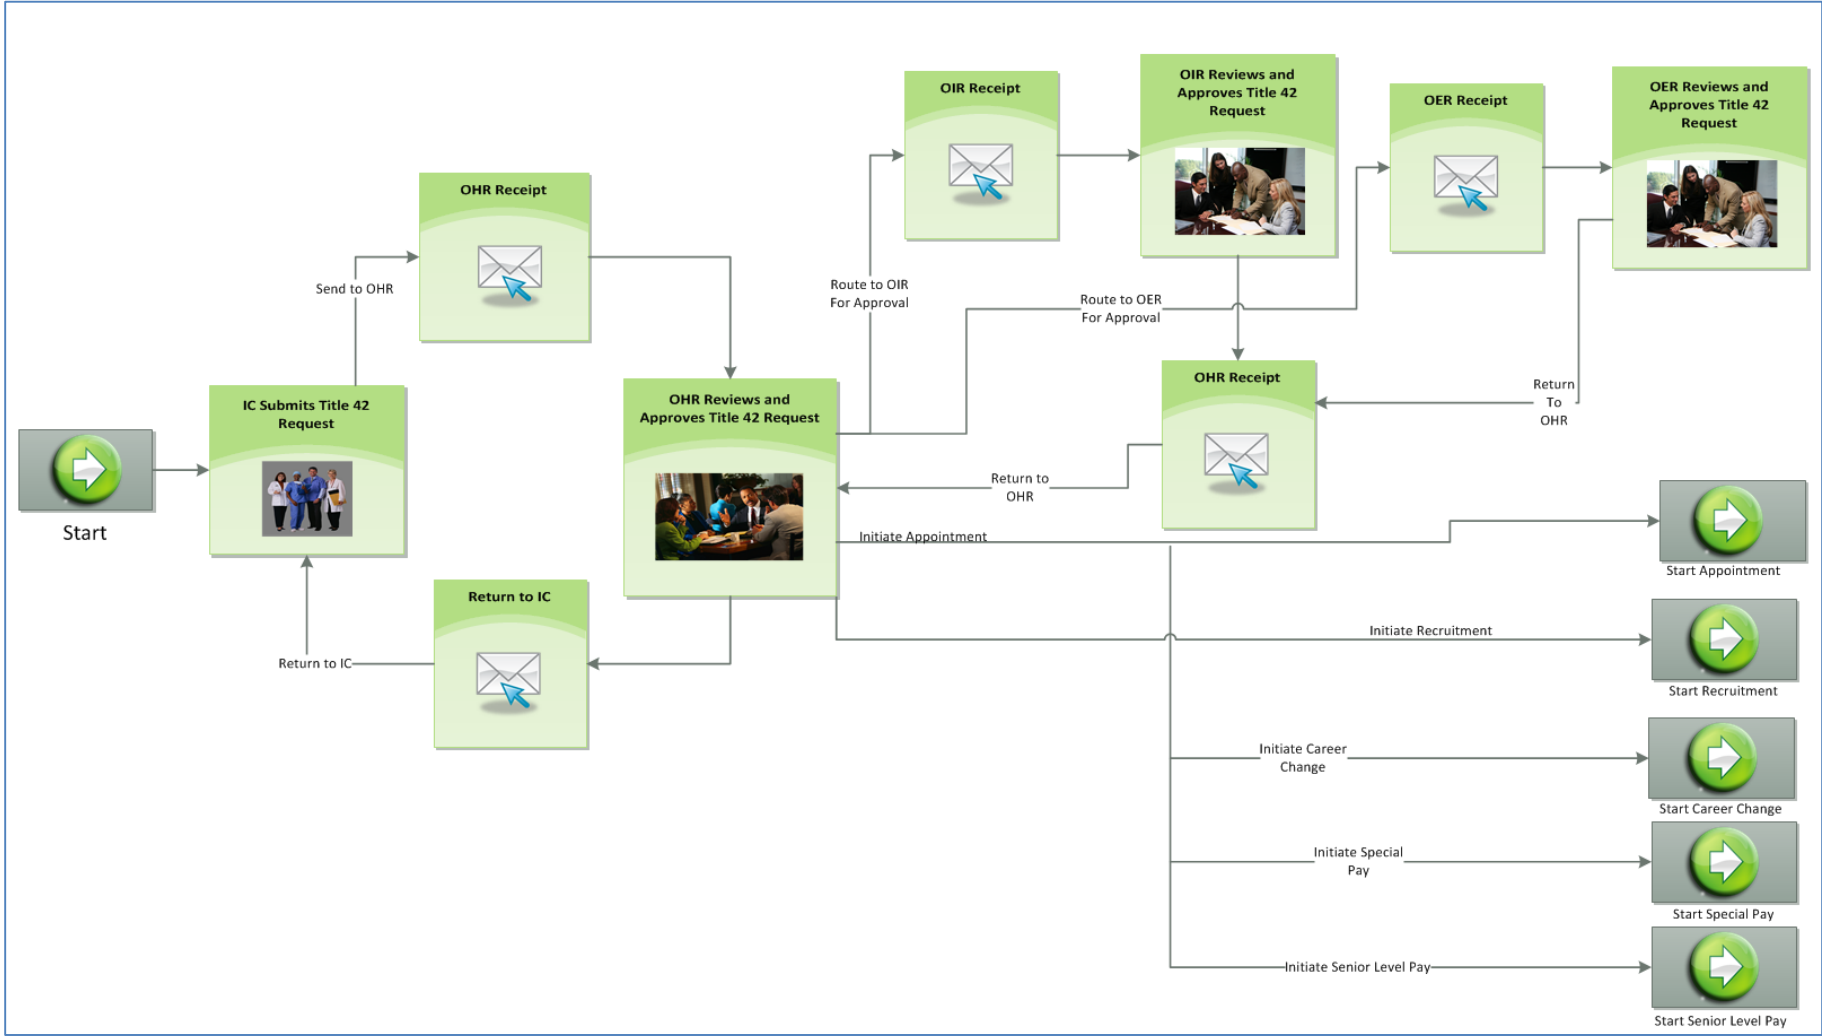 OIR Receipt
OIR Reviews and
Approves Title 42
Request
OER Receipt
OER Reviews and
Approves Title 42
Request
OHR Receipt
Send to OHR
Route to OIR
For Approval
Route to OER
For Approval
IC Submits Title 42
Request
OHR Reviews and
Approves Title 42 Request
OHR Receipt
Return
To
OHR
Return to
OHR
Start
Initiate Appointment
Start Appointment
Return to IC
Return to IC
Initiate Recruitment
Start Recruitment
Initiate Career
Change
Start Career Change
Initiate Special
Pay
Start Special Pay
Initiate Senior Level Pay
Start Senior Level Pay